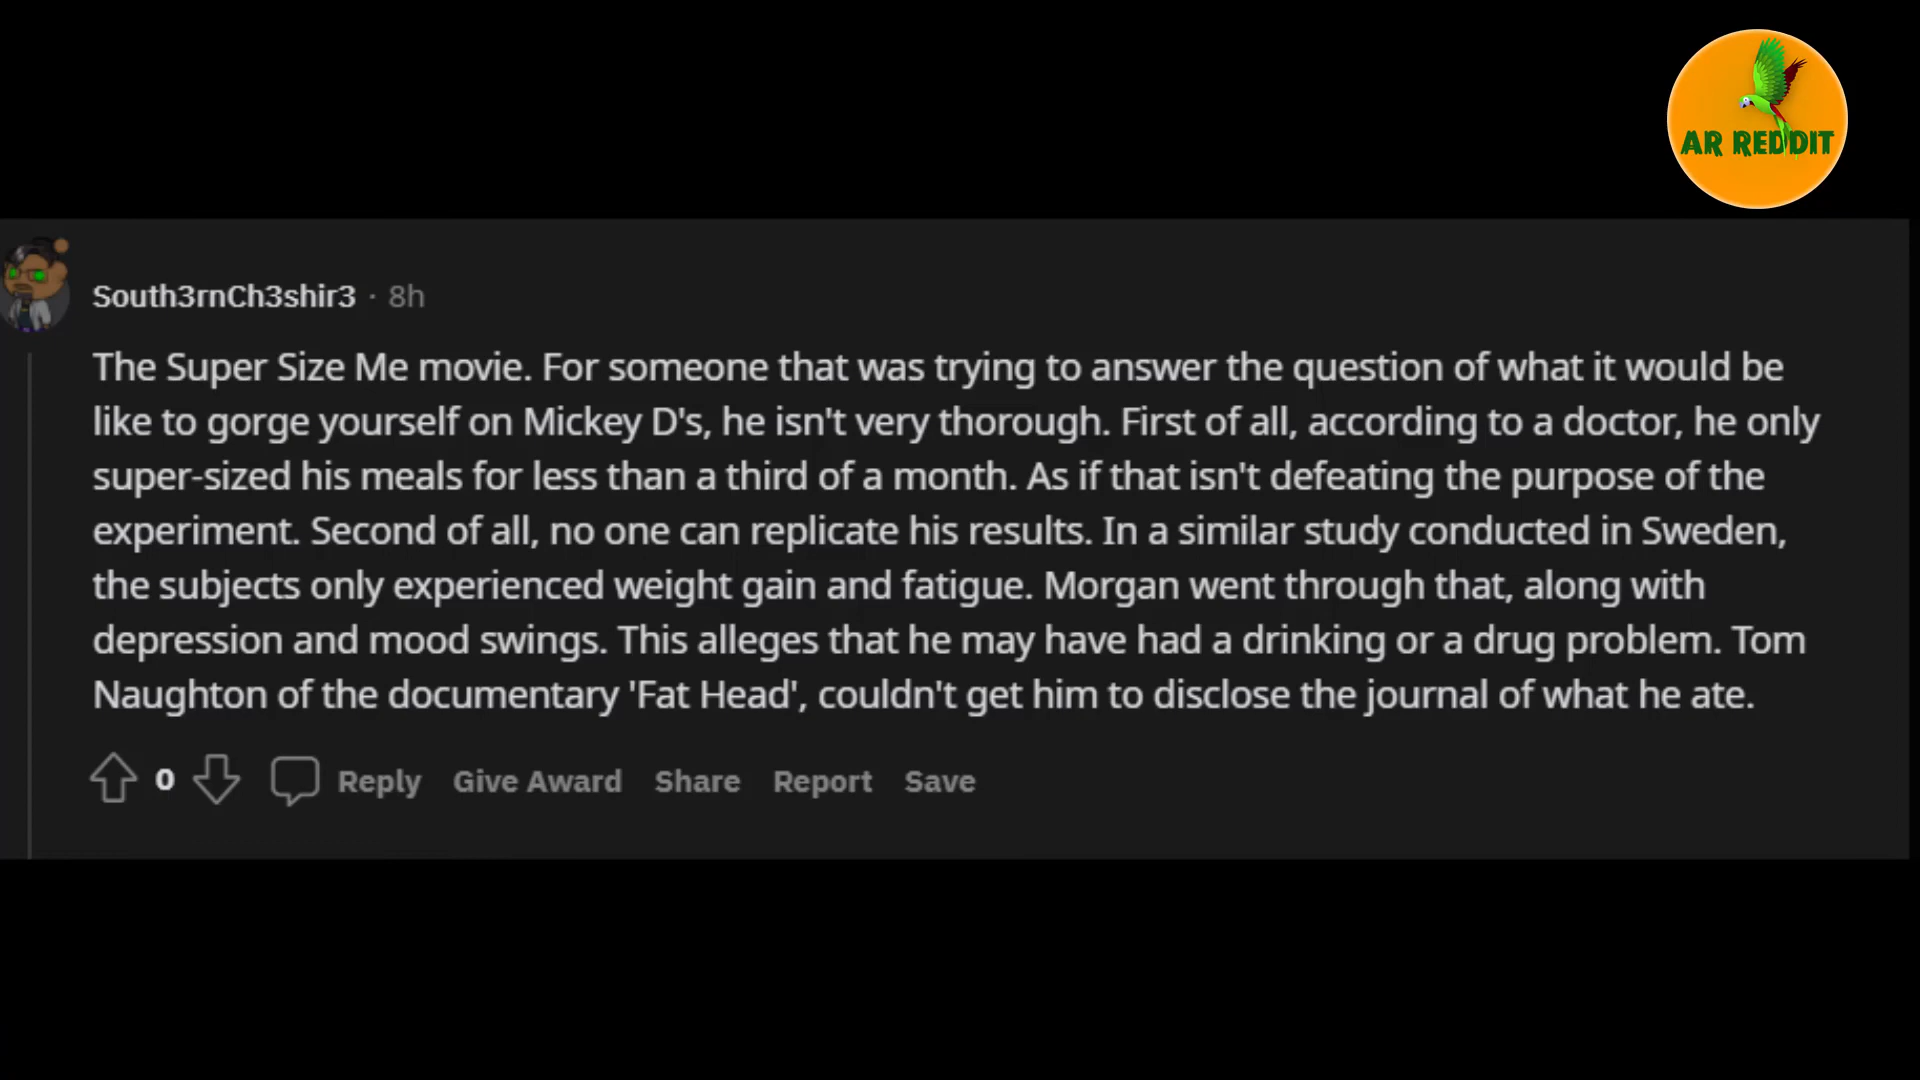 AR REDDIT
South3rnCh3shir3 · 8h
The Super Size Me movie. For someone that was trying to answer the question of what it would be
like to gorge yourself on Mickey D's, he isn't very thorough. First of all, according to a doctor, he only
super-sized his meals for less than a third of a month. As if that isn't defeating the purpose of the
experiment. Second of all, no one can replicate his results. In a similar study conducted in Sweden,
the subjects only experienced weight gain and fatigue. Morgan went through that, along with
depression and mood swings. This alleges that he may have had a drinking or a drug problem. Tom
Naughton of the documentary 'Fat Head', couldn't get him to disclose the journal of what he ate.
0 Reply Give Award Share Report Save